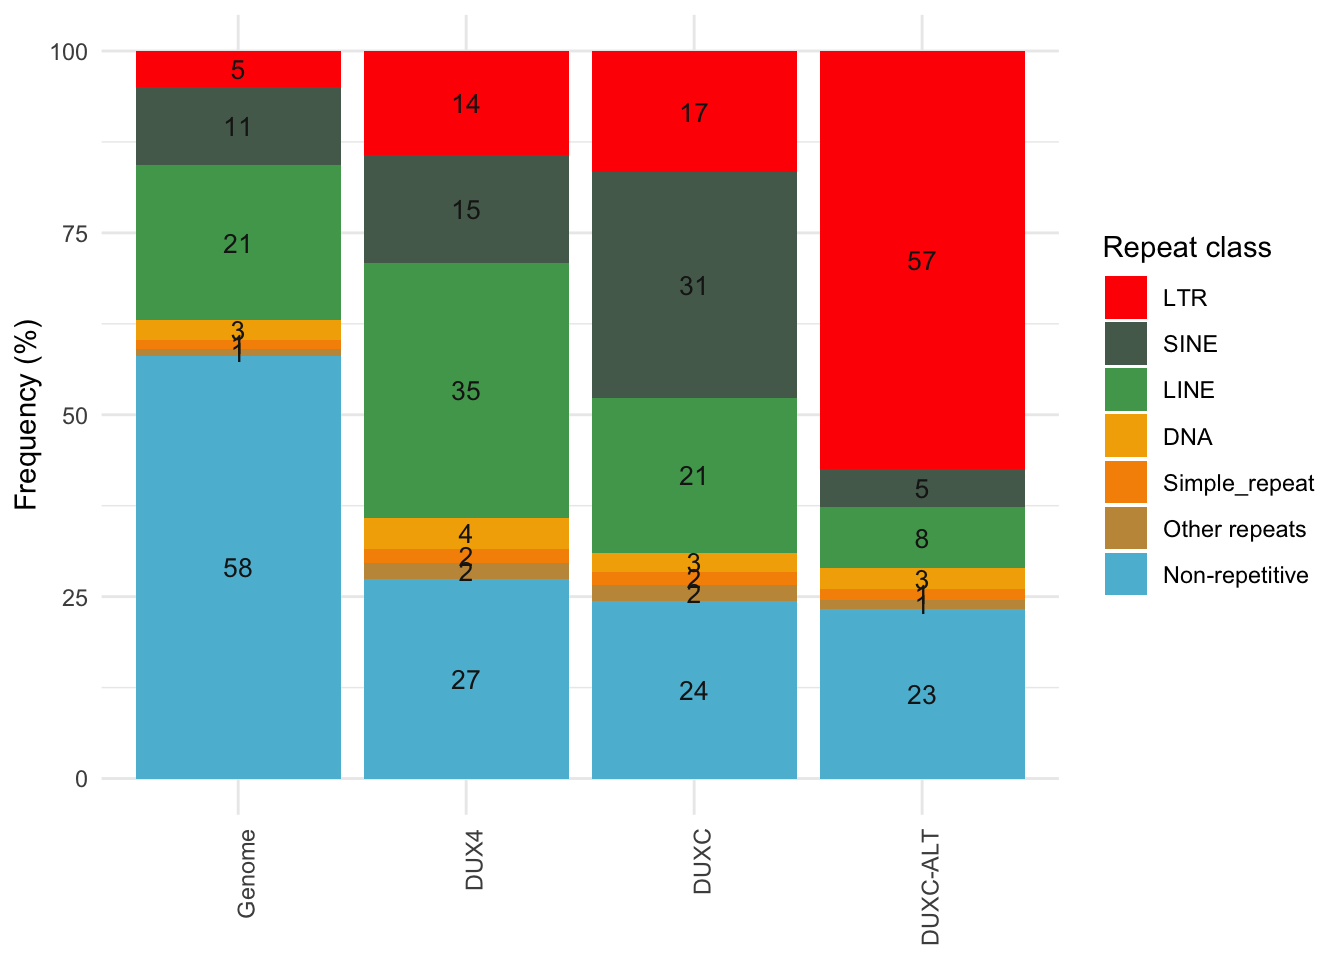 Frequency (%)
100
75
50
25
0
5
11
21
3
1
1
58
14
15
35
4
2
2
27
17
31
21
3
2
2
24
57
5
8
3
1
1
23
Genome
DUX4
DUXC
DUXC-ALT
Repeat class
LTR
SINE
LINE
DNA
Simple_repeat
Other repeats
Non-repetitive